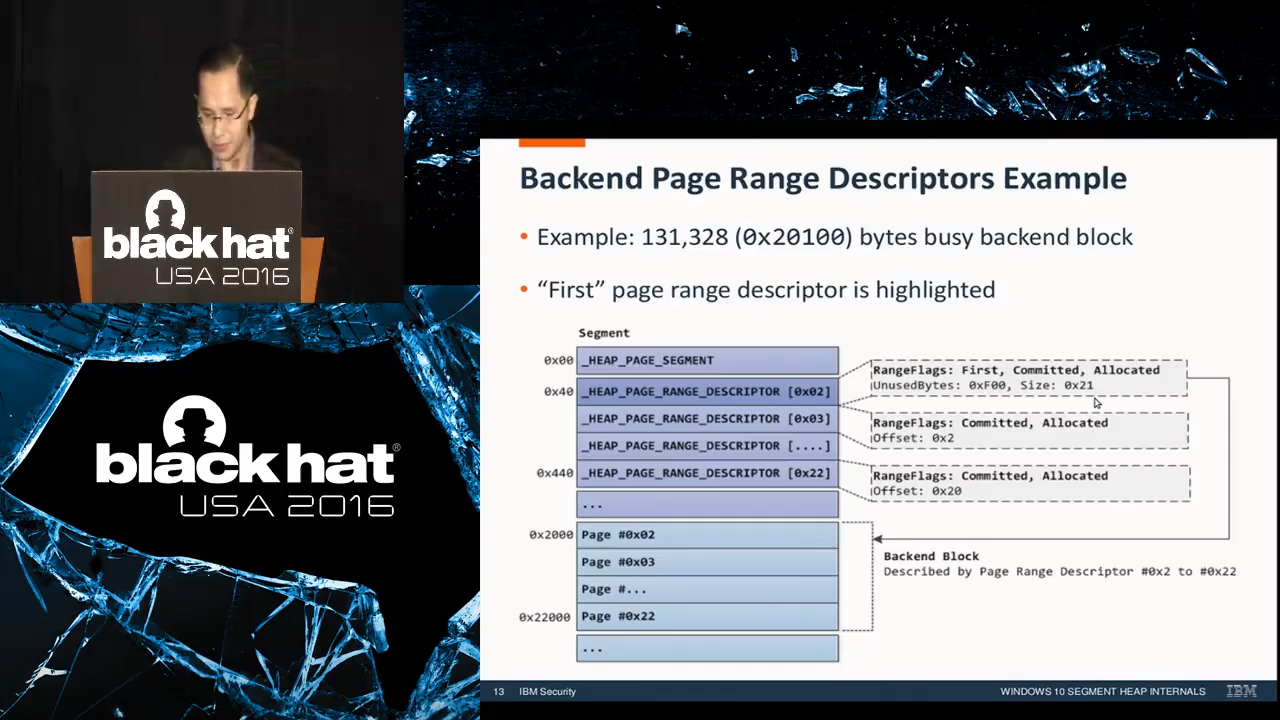 black hat®
USA 2016
black hat®
USA 2016
Backend Page Range Descriptors Example
• Example: 131,328 (0x20100) bytes busy backend block
• “First” page range descriptor is highlighted
Segment
0x00 _HEAP_PAGE_SEGMENT
0x40 _HEAP_PAGE_RANGE_DESCRIPTOR [0x02]
_HEAP_PAGE_RANGE_DESCRIPTOR [0x03]
_HEAP_PAGE_RANGE_DESCRIPTOR [....]
0x440 _HEAP_PAGE_RANGE_DESCRIPTOR [0x22]
...
0x2000 Page #0x02
Page #0x03
Page #...
0x22000 Page #0x22
...
RangeFlags: First, Committed, Allocated
UnusedBytes: 0xF00, Size: 0x21
RangeFlags: Committed, Allocated
Offset: 0x2
RangeFlags: Committed, Allocated
Offset: 0x20
Backend Block
Described by Page Range Descriptor #0x2 to #0x22
13 IBM Security
WINDOWS 10 SEGMENT HEAP INTERNALS IBM